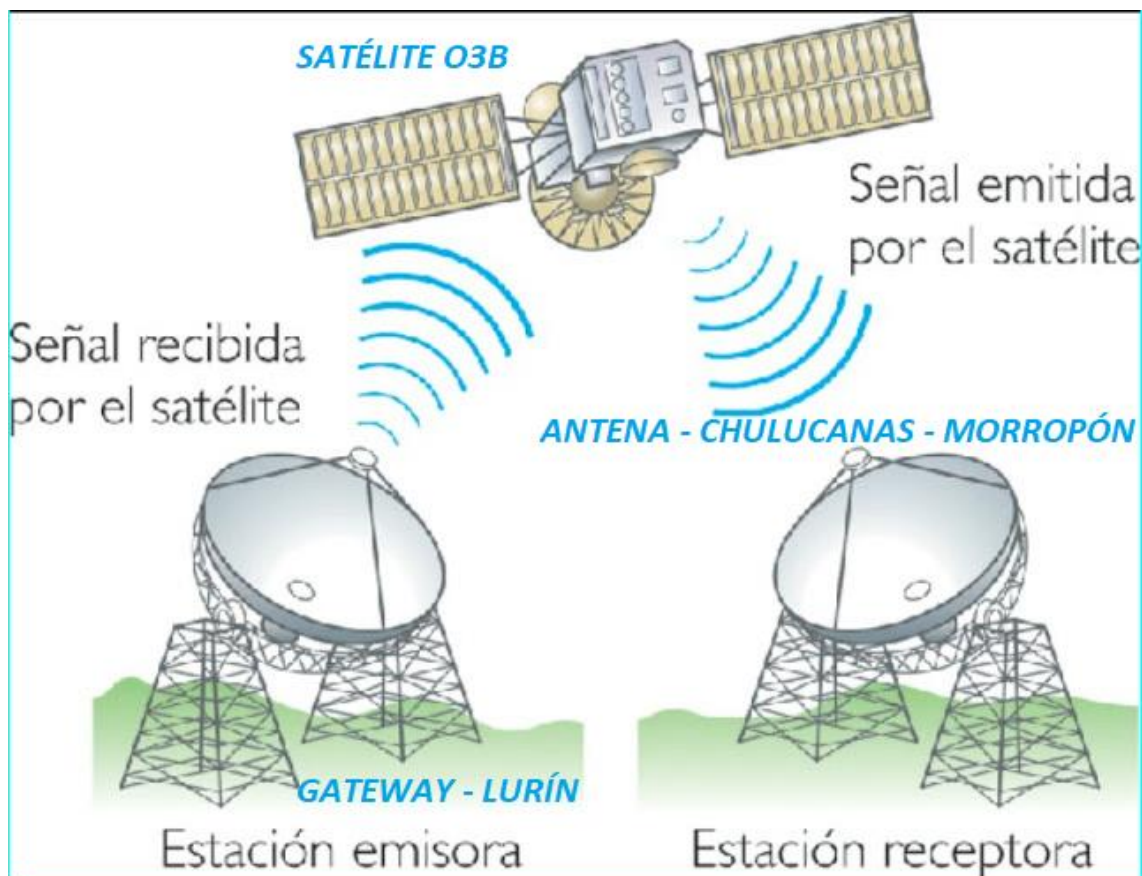 SATÉLITE O3B
Señal emitida
por el satélite
Señal recibida
por el satélite
ANTENA - CHULUCANAS - MORROPÓN
GATEWAY - LURÍN
Estación emisora
Estación receptora